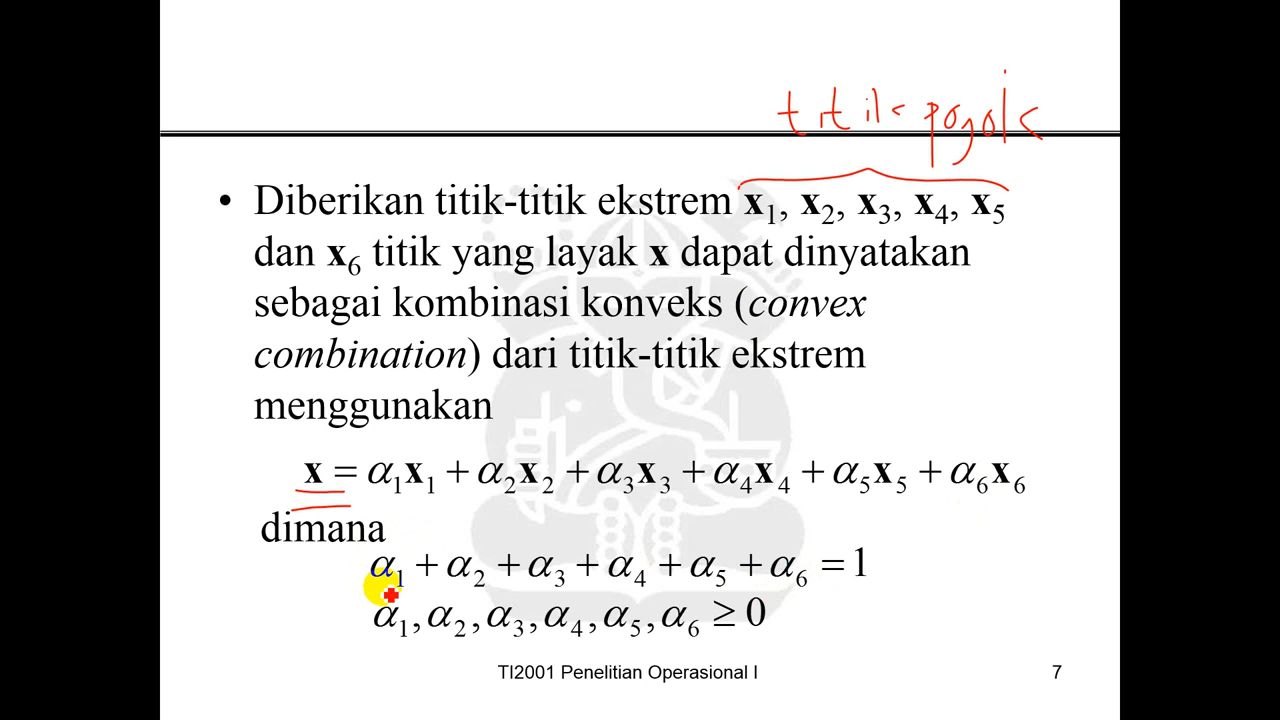 titik pojok
• Diberikan titik-titik ekstrem x₁, x₂, x₃, x₄, x₅
dan x₆ titik yang layak x dapat dinyatakan
sebagai kombinasi konveks (convex
combination) dari titik-titik ekstrem
menggunakan
x = α₁x₁ + α₂x₂ + α₃x₃ + α₄x₄ + α₅x₅ + α₆x₆
dimana
α₁ + α₂ + α₃ + α₄ + α₅ + α₆ = 1
α₁, α₂, α₃, α₄, α₅, α₆ ≥ 0
TI2001 Penelitian Operasional I 7